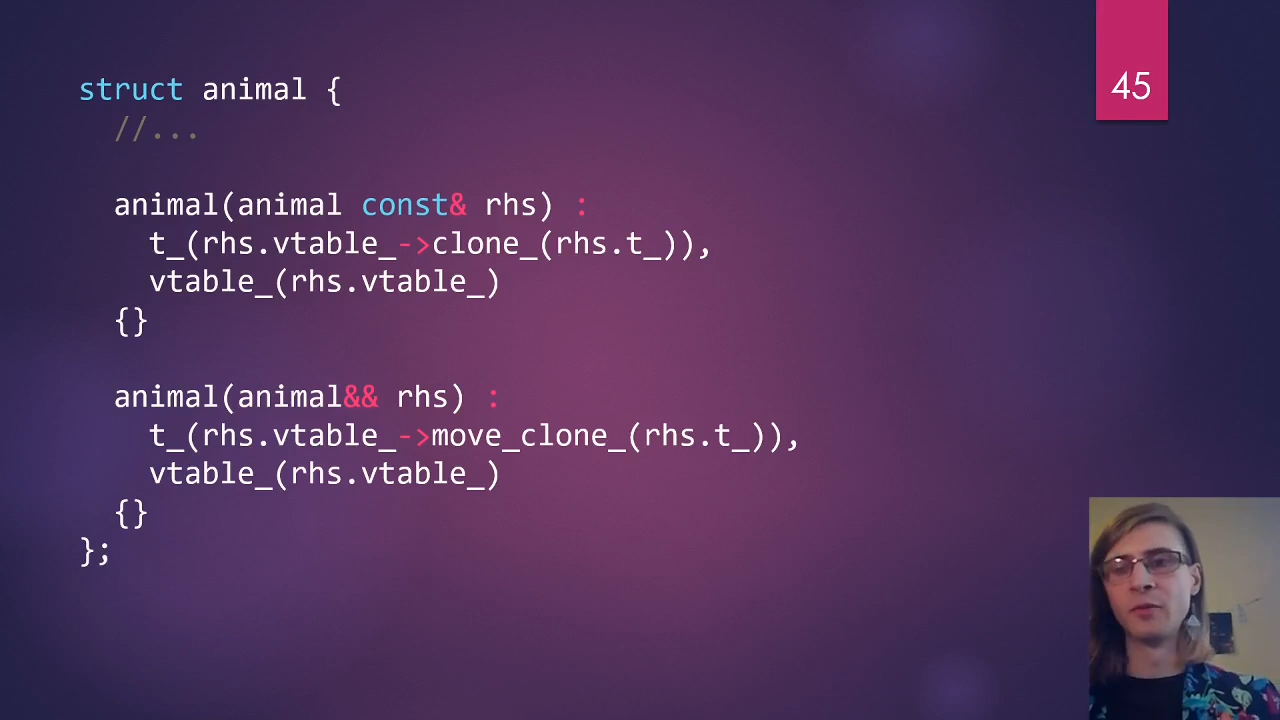 45
struct animal {
//...
animal(animal const& rhs) :
t_(rhs.vtable_->clone_(rhs.t_)),
vtable_(rhs.vtable_)
{}
animal(animal&& rhs) :
t_(rhs.vtable_->move_clone_(rhs.t_)),
vtable_(rhs.vtable_)
{}
};